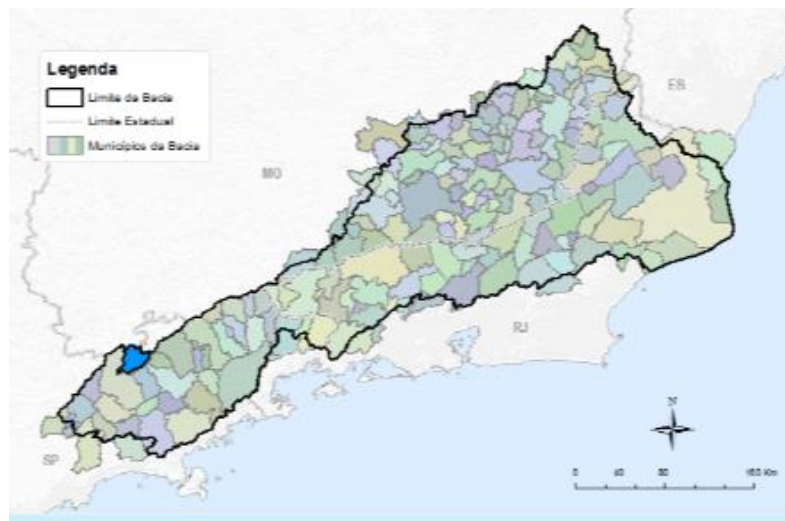 Legenda
Limite da Bacia
Limite Estadual
Municípios da Bacia
ES
MG
RJ
SP
N
0 40 80 160 Km